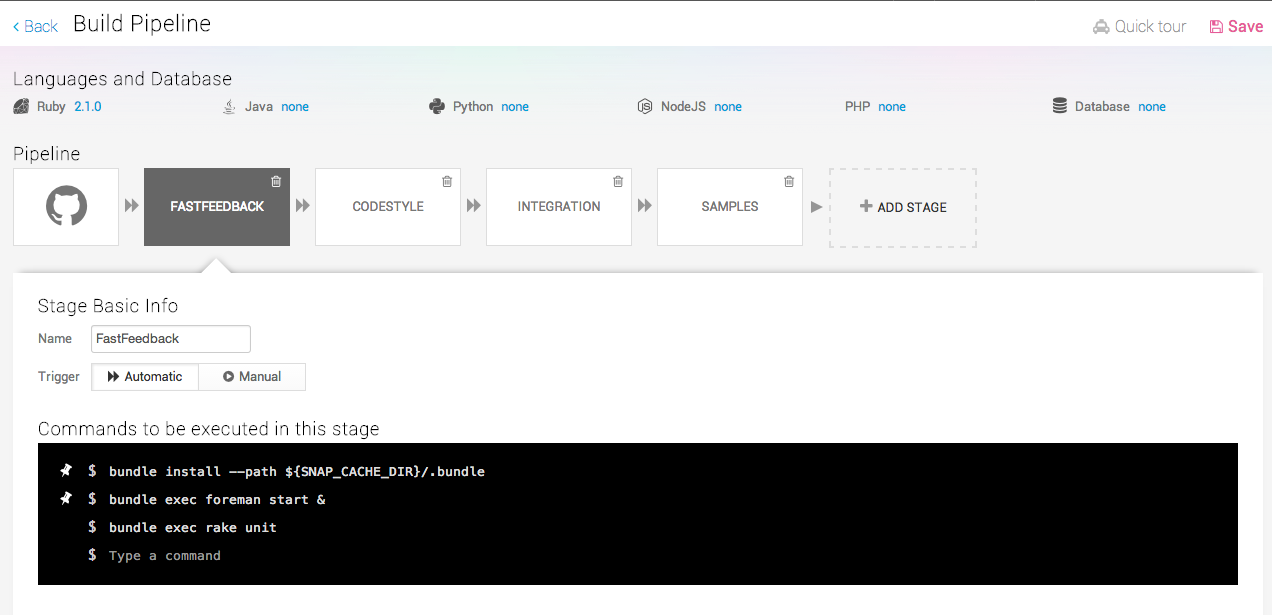 Back Build Pipeline Quick tour Save
Languages and Database
Ruby 2.1.0 Java none Python none NodeJS none PHP none Database none
Pipeline
FASTFEEDBACK CODESTYLE INTEGRATION SAMPLES ADD STAGE
Stage Basic Info
Name FastFeedback
Trigger Automatic Manual
Commands to be executed in this stage
$ bundle install --path ${SNAP_CACHE_DIR}/.bundle
$ bundle exec foreman start &
$ bundle exec rake unit
$ Type a command